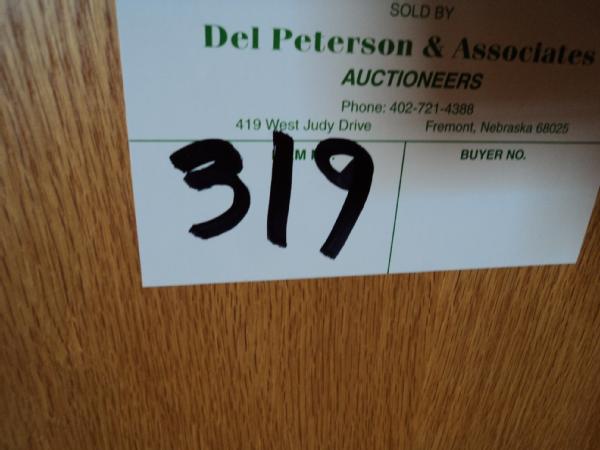 SOLD BY
Del Peterson & Associates
AUCTIONEERS
Phone: 402-721-4388
419 West Judy Drive Fremont, Nebraska 68025
BUYER NO.
319